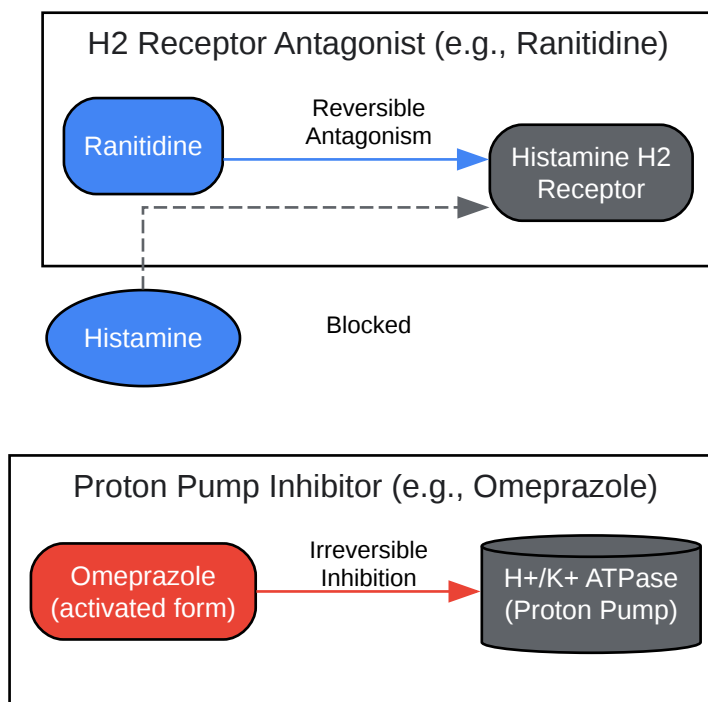 H2 Receptor Antagonist (e.g., Ranitidine)
Ranitidine
Reversible
Antagonism
Histamine H2
Receptor
Histamine
Blocked
Proton Pump Inhibitor (e.g., Omeprazole)
Omeprazole
(activated form)
Irreversible
Inhibition
H+/K+ ATPase
(Proton Pump)